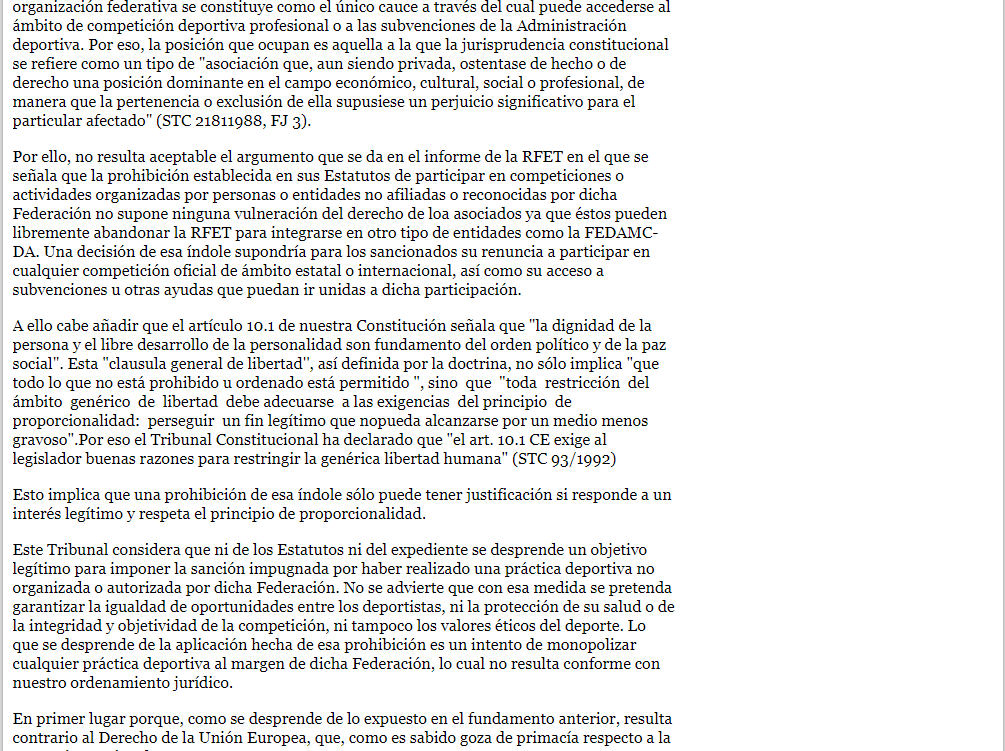 organización federativa se constituye como el único cauce a través del cual puede accederse al
ámbito de competición deportiva profesional o a las subvenciones de la Administración
deportiva. Por eso, la posición que ocupan es aquella a la que la jurisprudencia constitucional
se refiere como un tipo de "asociación que, aun siendo privada, ostentase de hecho o de
derecho una posición dominante en el campo económico, cultural, social o profesional, de
manera que la pertenencia o exclusión de ella supusiese un perjuicio significativo para el
particular afectado" (STC 21811988, FJ 3).
Por ello, no resulta aceptable el argumento que se da en el informe de la RFET en el que se
señala que la prohibición establecida en sus Estatutos de participar en competiciones o
actividades organizadas por personas o entidades no afiliadas o reconocidas por dicha
Federación no supone ninguna vulneración del derecho de loa asociados ya que éstos pueden
libremente abandonar la RFET para integrarse en otro tipo de entidades como la FEDAMC-
DA. Una decisión de esa índole supondría para los sancionados su renuncia a participar en
cualquier competición oficial de ámbito estatal o internacional, así como su acceso a
subvenciones u otras ayudas que puedan ir unidas a dicha participación.
A ello cabe añadir que el artículo 10.1 de nuestra Constitución señala que "la dignidad de la
persona y el libre desarrollo de la personalidad son fundamento del orden político y de la paz
social". Esta "clausula general de libertad", así definida por la doctrina, no sólo implica "que
todo lo que no está prohibido u ordenado está permitido ", sino que "toda restricción del
ámbito genérico de libertad debe adecuarse a las exigencias del principio de
proporcionalidad: perseguir un fin legítimo que nopueda alcanzarse por un medio menos
gravoso".Por eso el Tribunal Constitucional ha declarado que "el art. 10.1 CE exige al
legislador buenas razones para restringir la genérica libertad humana" (STC 93/1992)
Esto implica que una prohibición de esa índole sólo puede tener justificación si responde a un
interés legítimo y respeta el principio de proporcionalidad.
Este Tribunal considera que ni de los Estatutos ni del expediente se desprende un objetivo
legítimo para imponer la sanción impugnada por haber realizado una práctica deportiva no
organizada o autorizada por dicha Federación. No se advierte que con esa medida se pretenda
garantizar la igualdad de oportunidades entre los deportistas, ni la protección de su salud o de
la integridad y objetividad de la competición, ni tampoco los valores éticos del deporte. Lo
que se desprende de la aplicación hecha de esa prohibición es un intento de monopolizar
cualquier práctica deportiva al margen de dicha Federación, lo cual no resulta conforme con
nuestro ordenamiento jurídico.
En primer lugar porque, como se desprende de lo expuesto en el fundamento anterior, resulta
contrario al Derecho de la Unión Europea, que, como es sabido goza de primacía respecto a la